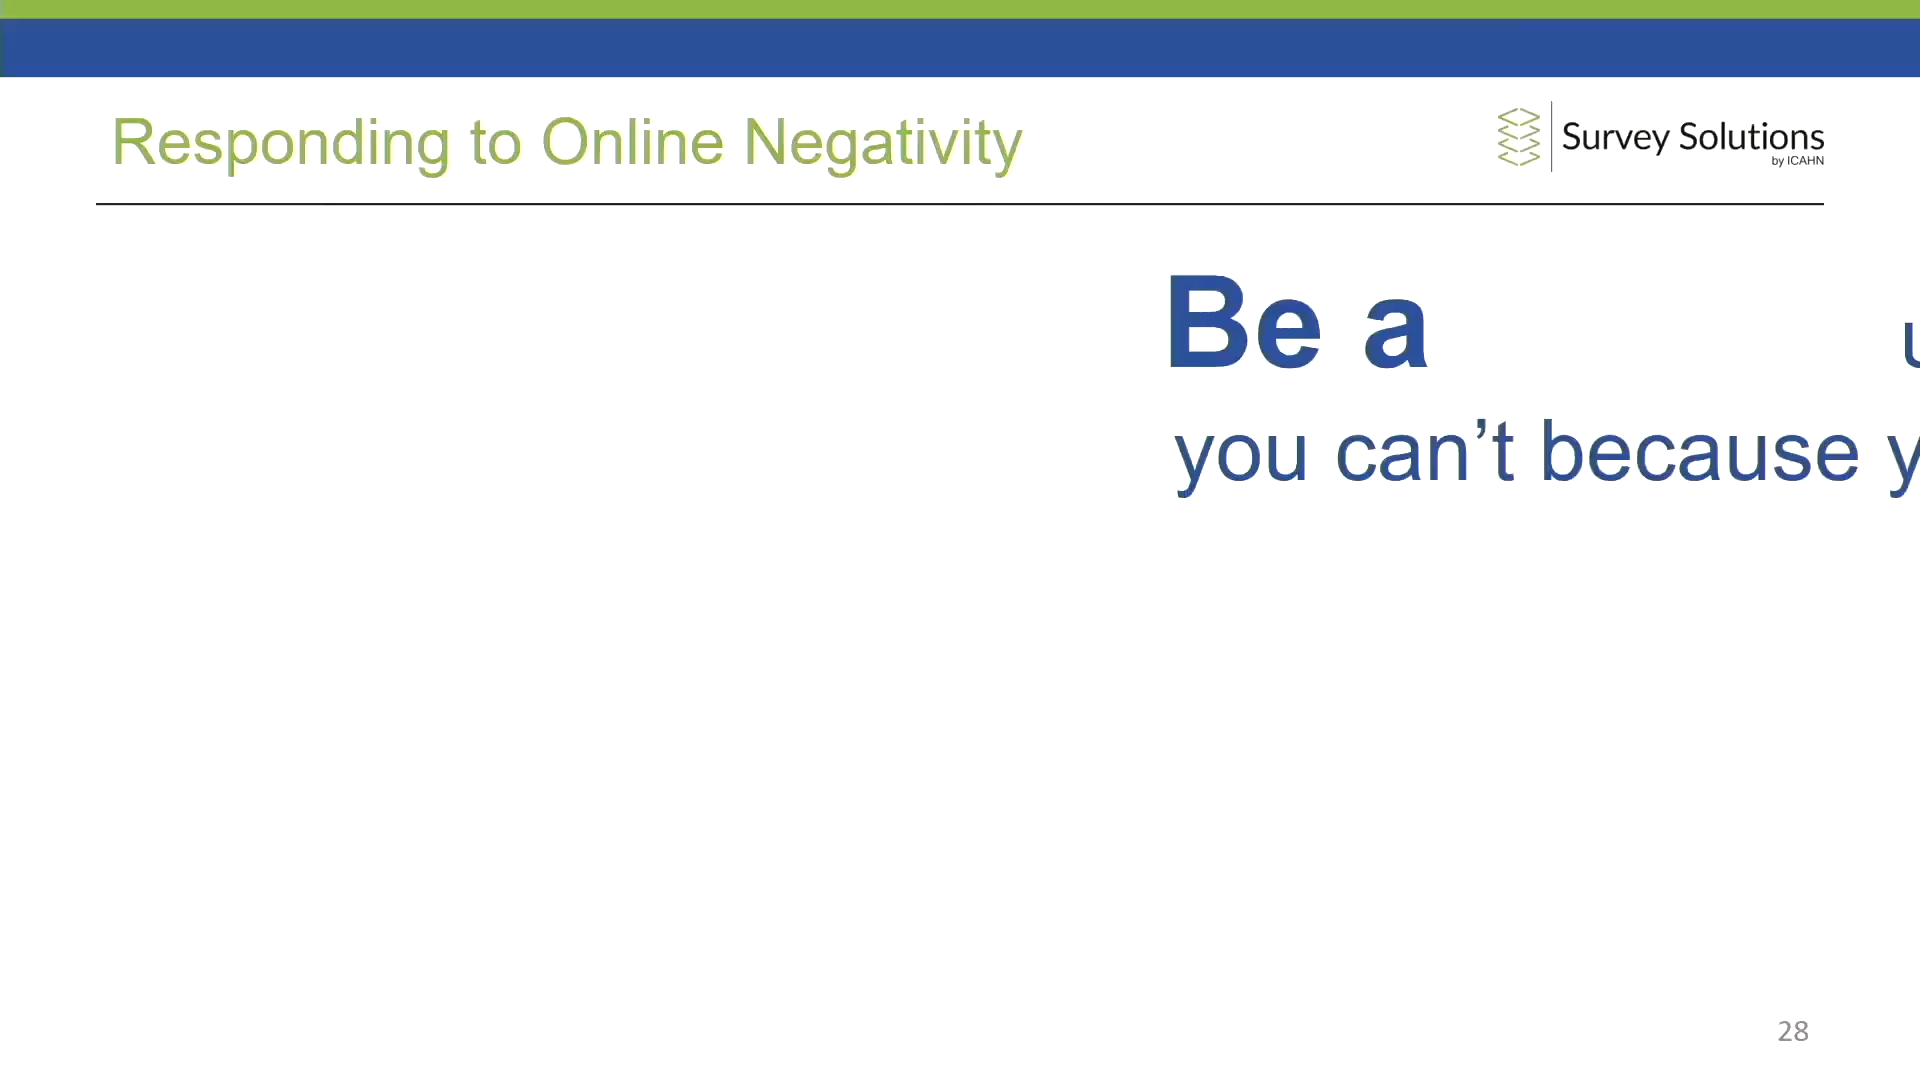 Responding to Online Negativity
Survey Solutions
by ICAHN
Be a
you can’t because
28